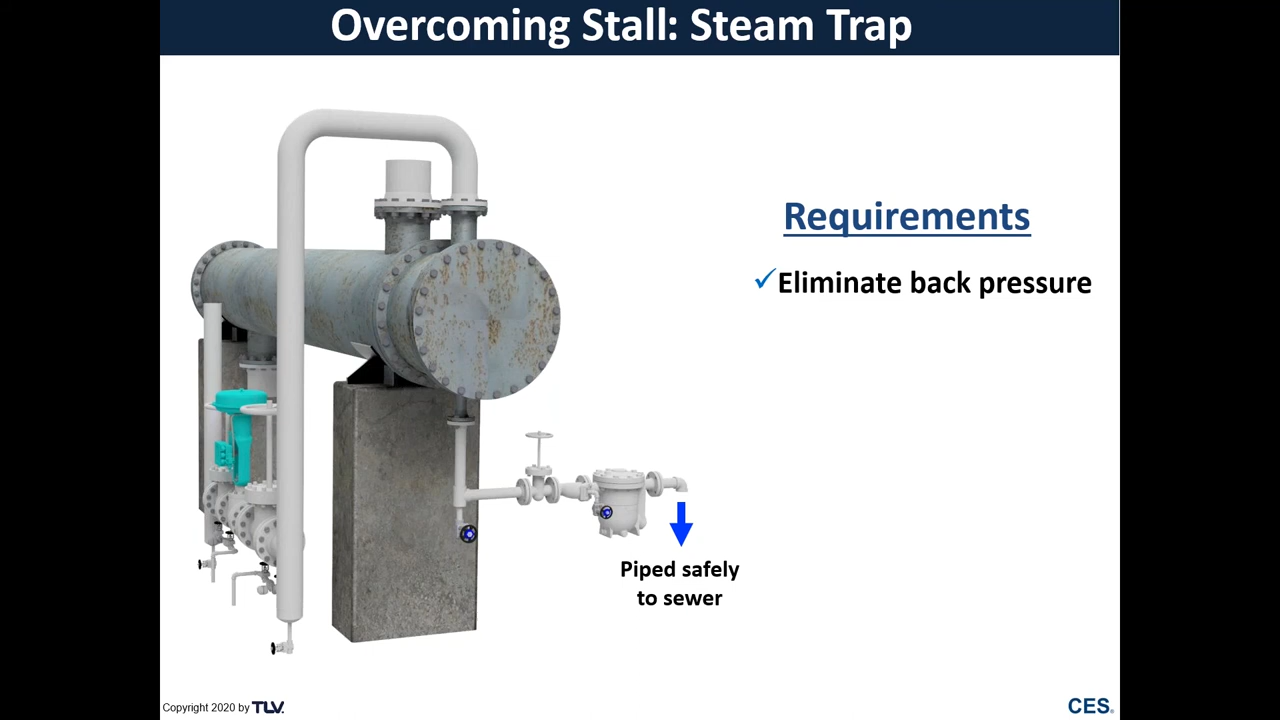 Overcoming Stall: Steam Trap
Requirements
✓Eliminate back pressure
Piped safely
to sewer
Copyright 2020 by TLV.
CES®